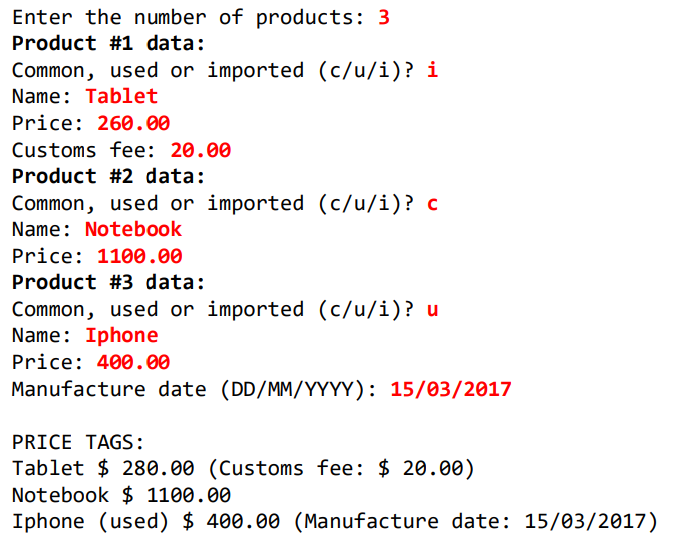 Enter the number of products: 3
Product #1 data:
Common, used or imported (c/u/i)? i
Name: Tablet
Price: 260.00
Customs fee: 20.00
Product #2 data:
Common, used or imported (c/u/i)? c
Name: Notebook
Price: 1100.00
Product #3 data:
Common, used or imported (c/u/i)? u
Name: Iphone
Price: 400.00
Manufacture date (DD/MM/YYYY): 15/03/2017

PRICE TAGS:
Tablet $ 280.00 (Customs fee: $ 20.00)
Notebook $ 1100.00
Iphone (used) $ 400.00 (Manufacture date: 15/03/2017)